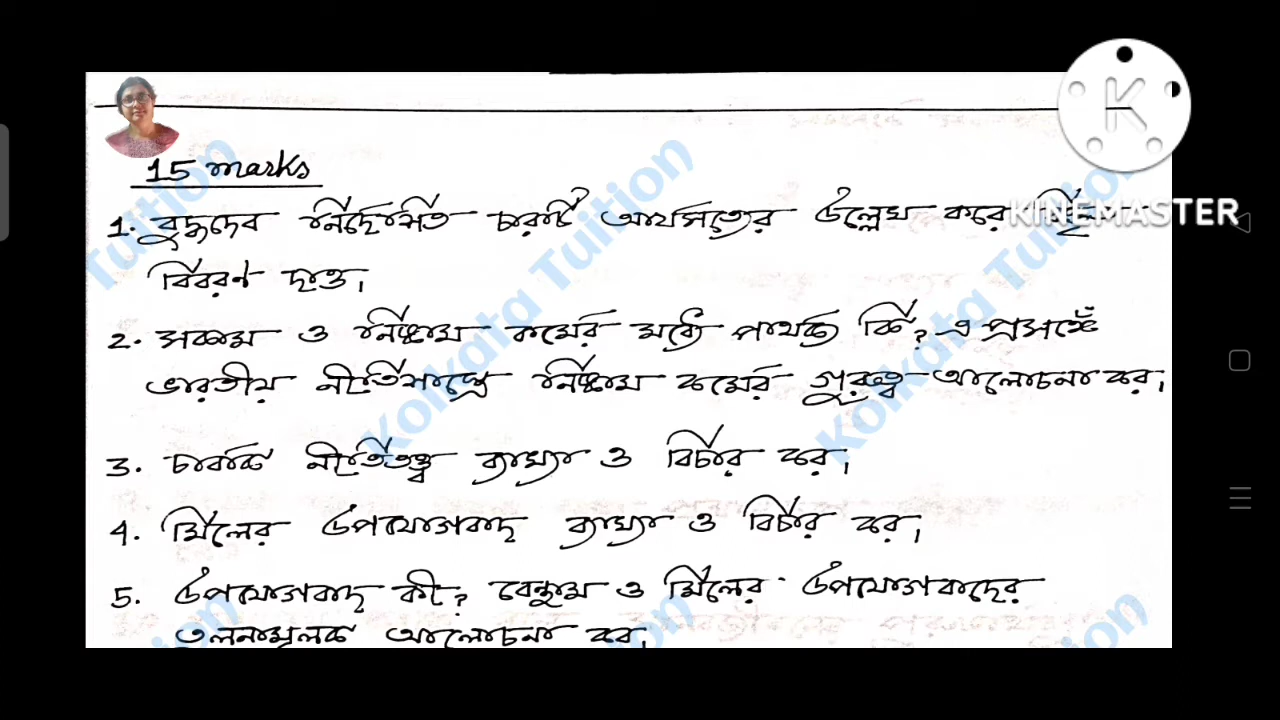 KINEMASTER
15 marks
1. বুদ্ধদেব নির্দেশিত চারটি আর্যসত্যের উল্লেখ করে
বিবরণ দাও।
2. সকাম ও নিষ্কাম কর্মের মধ্যে পার্থক্য কি? এ প্রসঙ্গে
ভারতীয় নীতিশাস্ত্রে নিষ্কাম কর্মের গুরুত্ব আলোচনা কর।
3. চার্বাক নীতিতত্ত্ব ব্যাখ্যা ও বিচার কর।
4. মিলের উপযোগবাদ ব্যাখ্যা ও বিচার কর।
5. উপযোগবাদ কী? বেন্থাম ও মিলের উপযোগবাদের
তুলনামূলক আলোচনা কর।
Kolkata Tuition
Kolkata Tuition